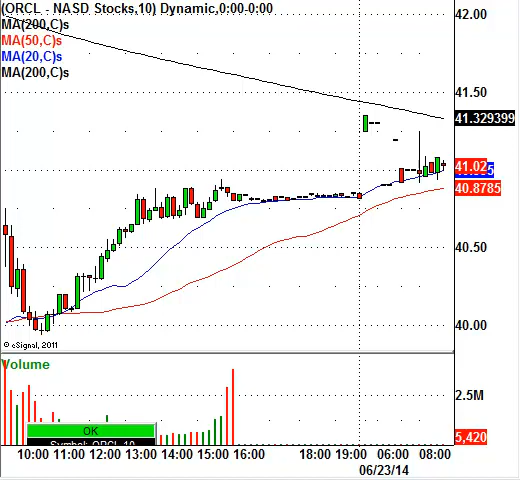 (ORCL - NASD Stocks,10) Dynamic,0:00-0:00
MA(200,C)s
MA(50,C)s
MA(20,C)s
MA(200,C)s
42.00
41.50
41.329399
41.02
40.8785
40.50
40.00
© eSignal, 2011
Volume
2.5M
OK
5,420
Symbol: ORCL,10
10:00 11:00 12:00 13:00 14:00 15:00 16:00 18:00 19:00 06:00 08:00
06/23/14